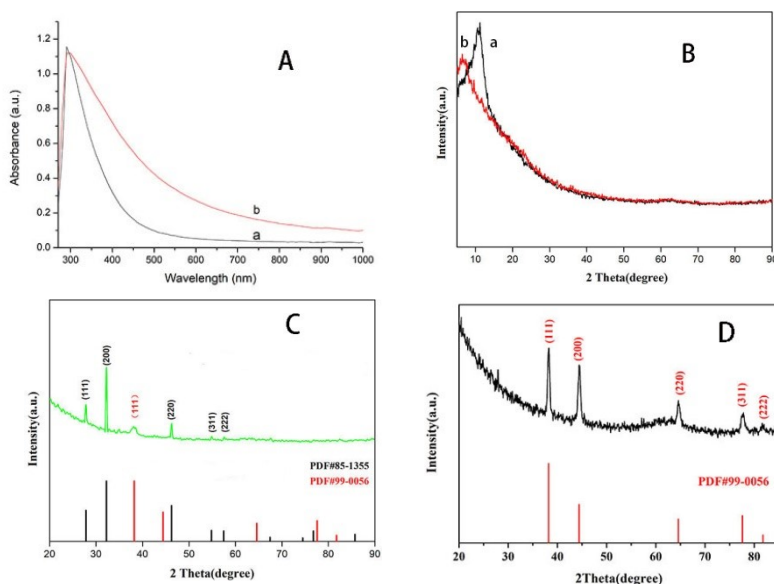 A
Absorbance (a.u.)
1.2
1.0
0.8
0.6
0.4
0.2
0.0
b
a
300 400 500 600 700 800 900 1000
Wavelength (nm)
B
b a
Intensity(a.u.)
10 20 30 40 50 60 70 80 90
2 Theta(degree)
C
Intensity(a.u.)
(111)
(200)
(111)
(220)
(311)
(222)
PDF#85-1355
PDF#99-0056
20 30 40 50 60 70 80 90
2 Theta(degree)
D
Intensity(a.u.)
(111)
(200)
(220)
(311)
(222)
PDF#99-0056
20 30 40 50 60 70 80
2Theta(degree)